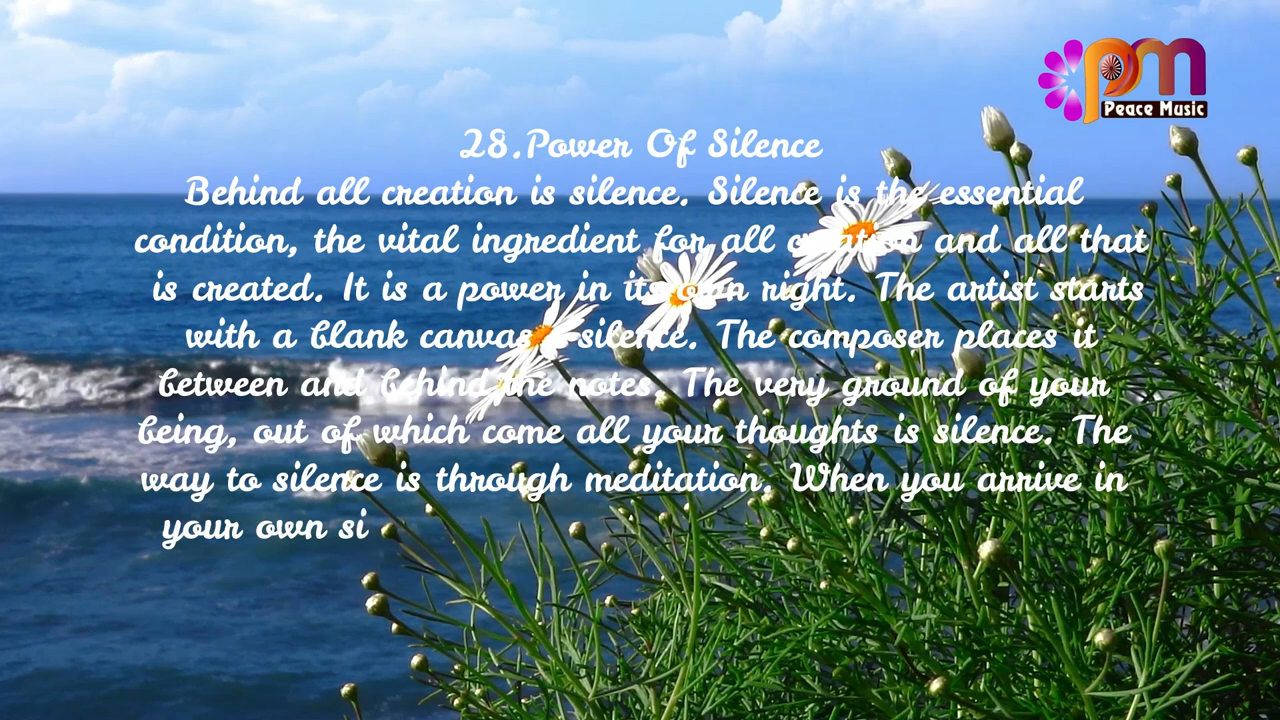 pm
Peace Music
28.Power Of Silence
Behind all creation is silence. Silence is the essential
condition, the vital ingredient for all creation and all that
is created. It is a power in its own right. The artist starts
with a blank canvas - silence. The composer places it
between and behind the notes. The very ground of your
being, out of which come all your thoughts is silence. The
way to silence is through meditation. When you arrive in
your own si